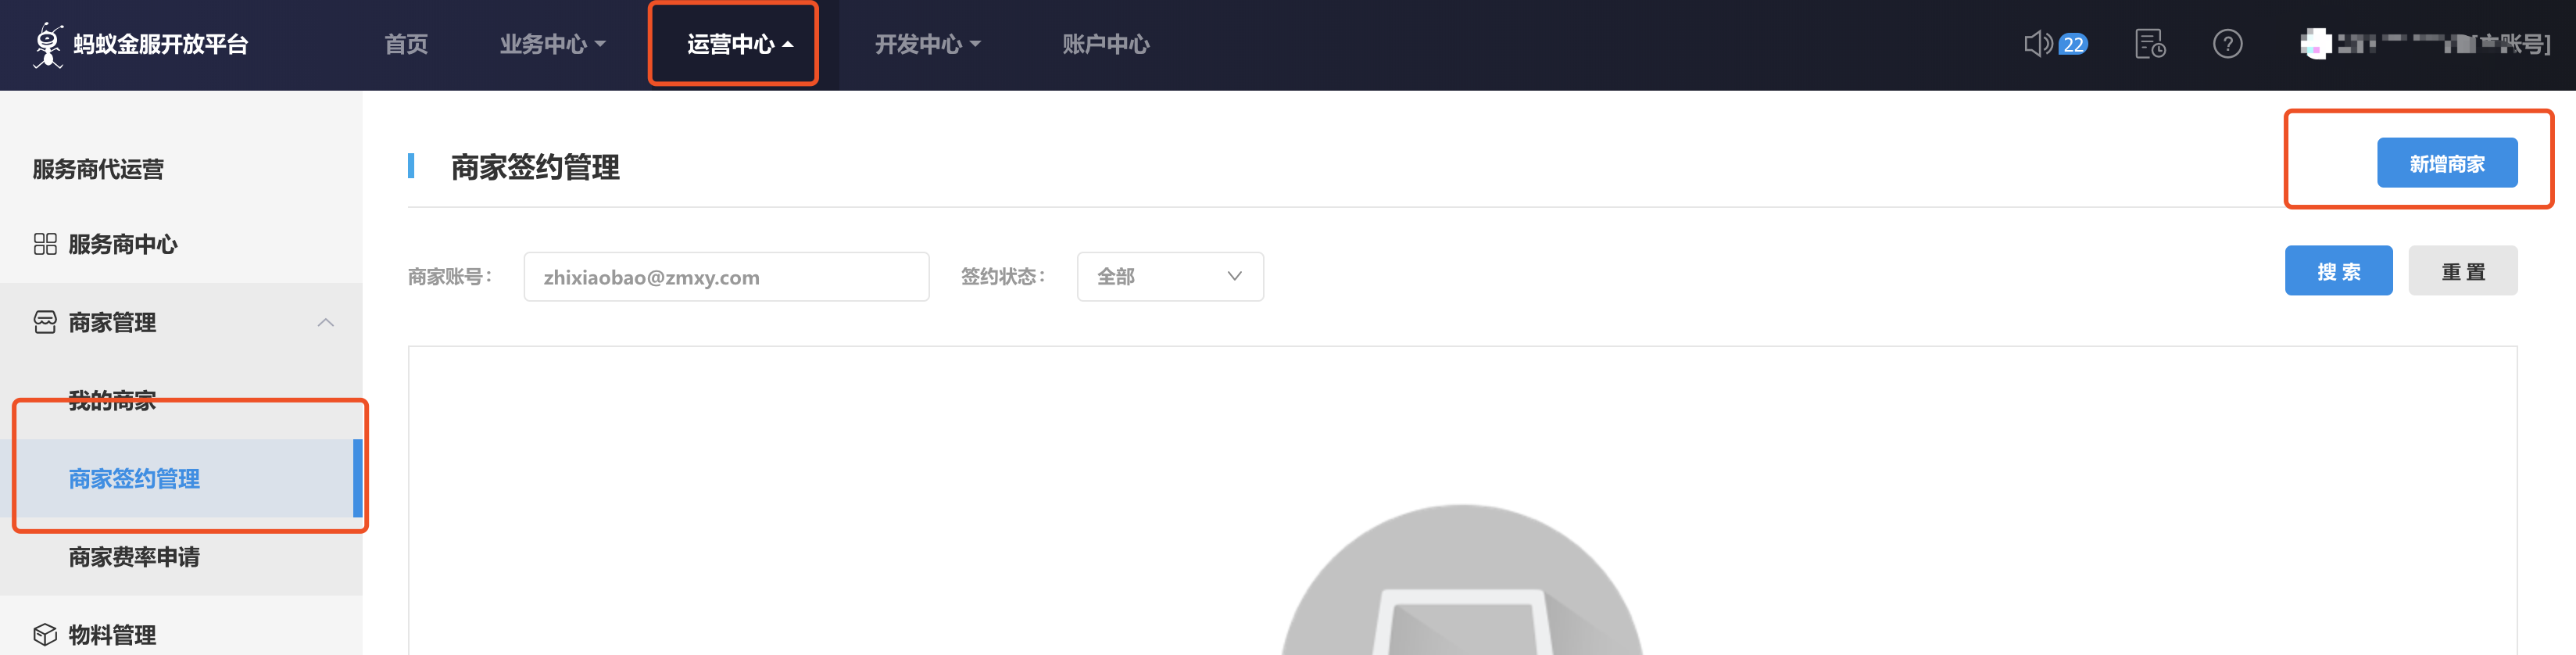 蚂蚁金服开放平台 首页 业务中心 运营中心 开发中心 账户中心 22 ? 账号]
服务商代运营
服务商中心
商家管理
我的商家
商家签约管理
商家费率申请
物料管理
商家签约管理 新增商家
商家账号： zhixiaobao@zmxy.com 签约状态： 全部 搜 索 重 置